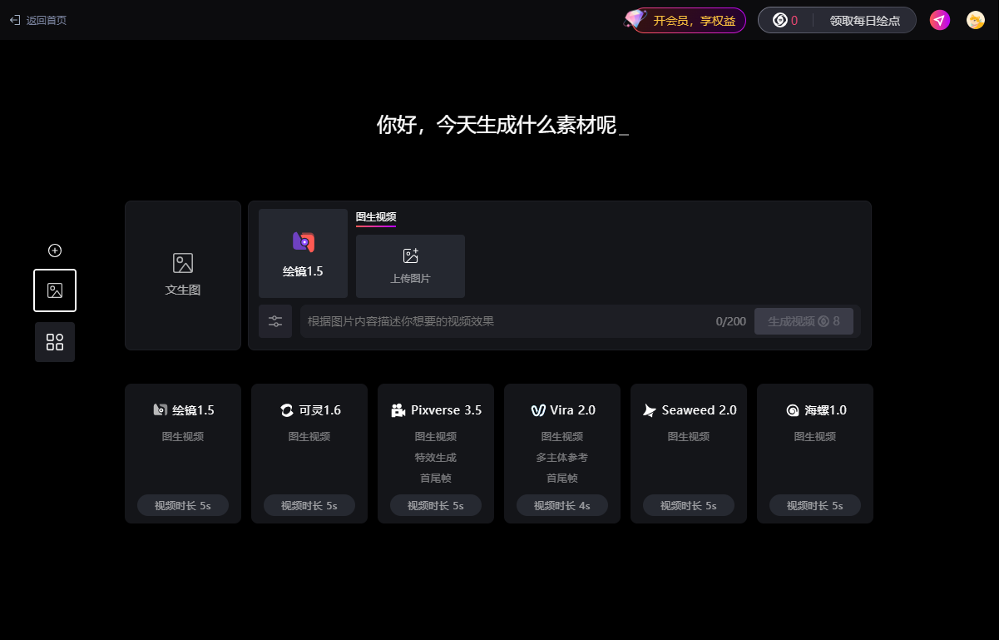 返回首页
开会员，享权益
0
领取每日绘点
你好，今天生成什么素材呢_
文生图
绘镜1.5
图生视频
上传图片
根据图片内容描述你想要的视频效果
0/200
生成视频 8
绘镜1.5
图生视频
视频时长 5s
可灵1.6
图生视频
视频时长 5s
Pixverse 3.5
图生视频
特效生成
首尾帧
视频时长 5s
Vira 2.0
图生视频
多主体参考
首尾帧
视频时长 4s
Seaweed 2.0
图生视频
视频时长 5s
海螺1.0
图生视频
视频时长 5s